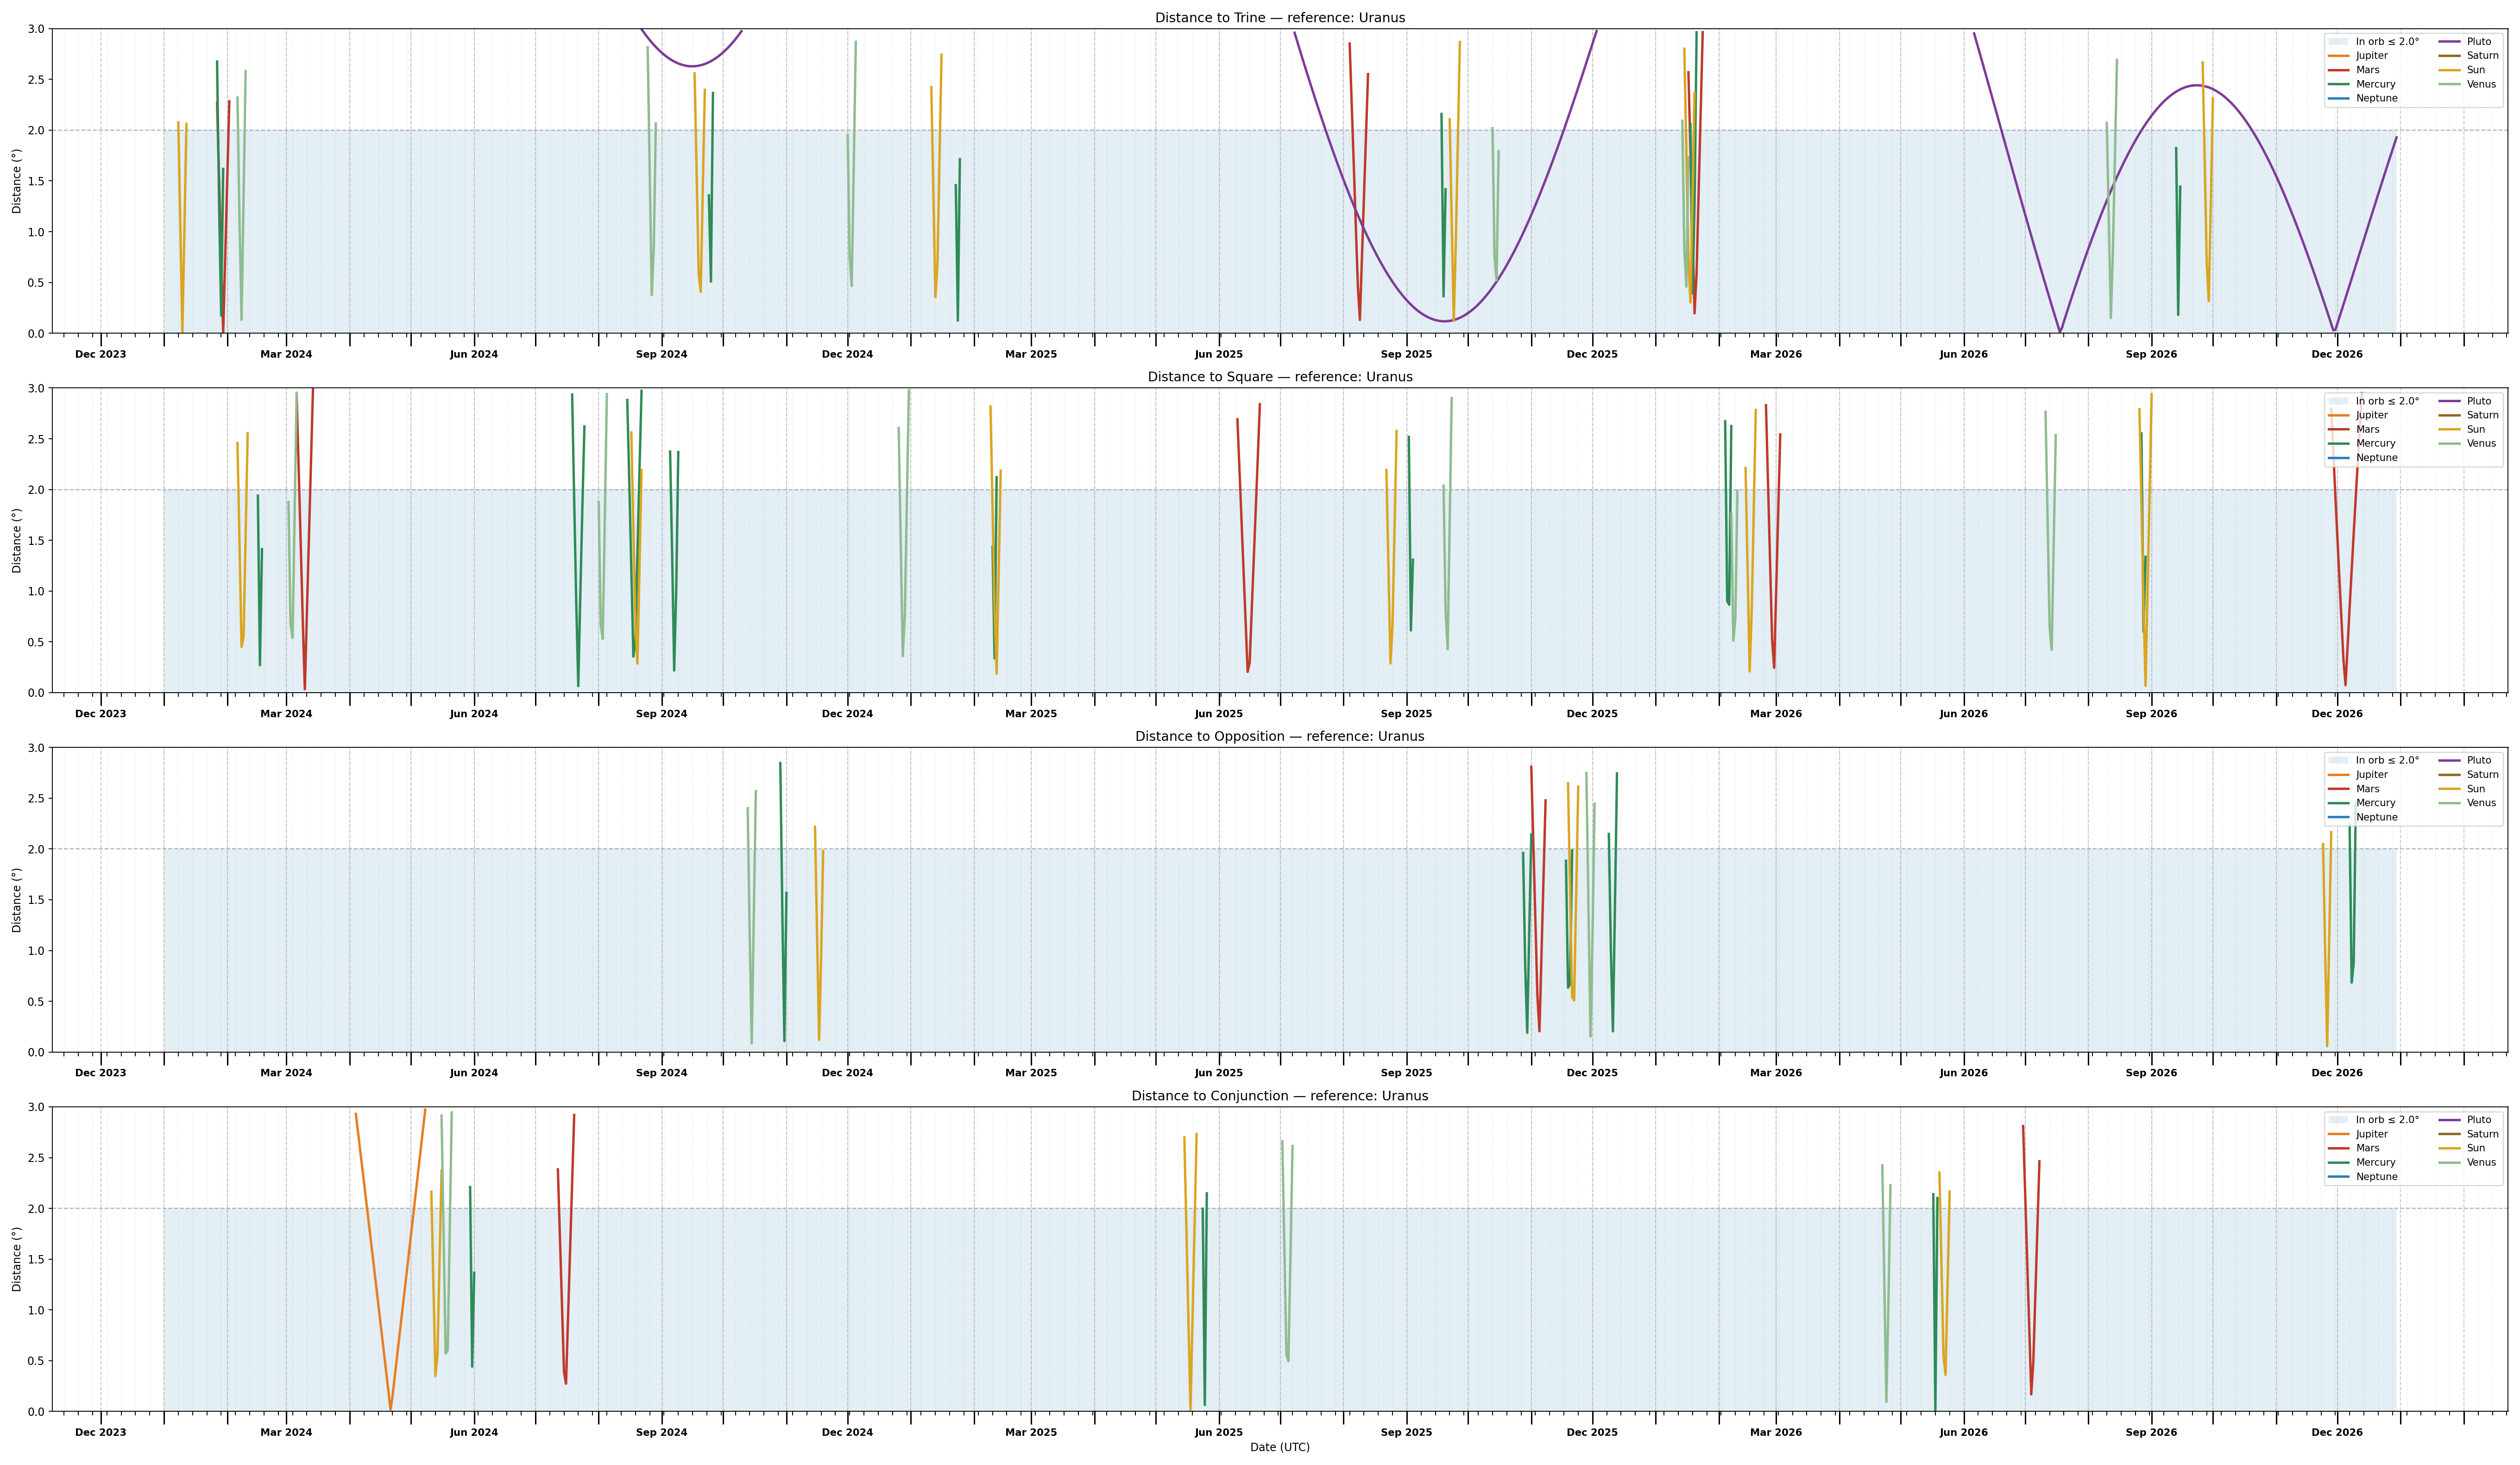 Distance to Trine — reference: Uranus
3.0
2.5
2.0
1.5
1.0
0.5
0.0
Distance (°)
In orb ≤ 2.0°
Jupiter
Mars
Mercury
Neptune
Pluto
Saturn
Sun
Venus
Dec 2023 Mar 2024 Jun 2024 Sep 2024 Dec 2024 Mar 2025 Jun 2025 Sep 2025 Dec 2025 Mar 2026 Jun 2026 Sep 2026 Dec 2026
Distance to Square — reference: Uranus
3.0
2.5
2.0
1.5
1.0
0.5
0.0
Distance (°)
In orb ≤ 2.0°
Jupiter
Mars
Mercury
Neptune
Pluto
Saturn
Sun
Venus
Dec 2023 Mar 2024 Jun 2024 Sep 2024 Dec 2024 Mar 2025 Jun 2025 Sep 2025 Dec 2025 Mar 2026 Jun 2026 Sep 2026 Dec 2026
Distance to Opposition — reference: Uranus
3.0
2.5
2.0
1.5
1.0
0.5
0.0
Distance (°)
In orb ≤ 2.0°
Jupiter
Mars
Mercury
Neptune
Pluto
Saturn
Sun
Venus
Dec 2023 Mar 2024 Jun 2024 Sep 2024 Dec 2024 Mar 2025 Jun 2025 Sep 2025 Dec 2025 Mar 2026 Jun 2026 Sep 2026 Dec 2026
Distance to Conjunction — reference: Uranus
3.0
2.5
2.0
1.5
1.0
0.5
0.0
Distance (°)
In orb ≤ 2.0°
Jupiter
Mars
Mercury
Neptune
Pluto
Saturn
Sun
Venus
Dec 2023 Mar 2024 Jun 2024 Sep 2024 Dec 2024 Mar 2025 Jun 2025 Sep 2025 Dec 2025 Mar 2026 Jun 2026 Sep 2026 Dec 2026
Date (UTC)